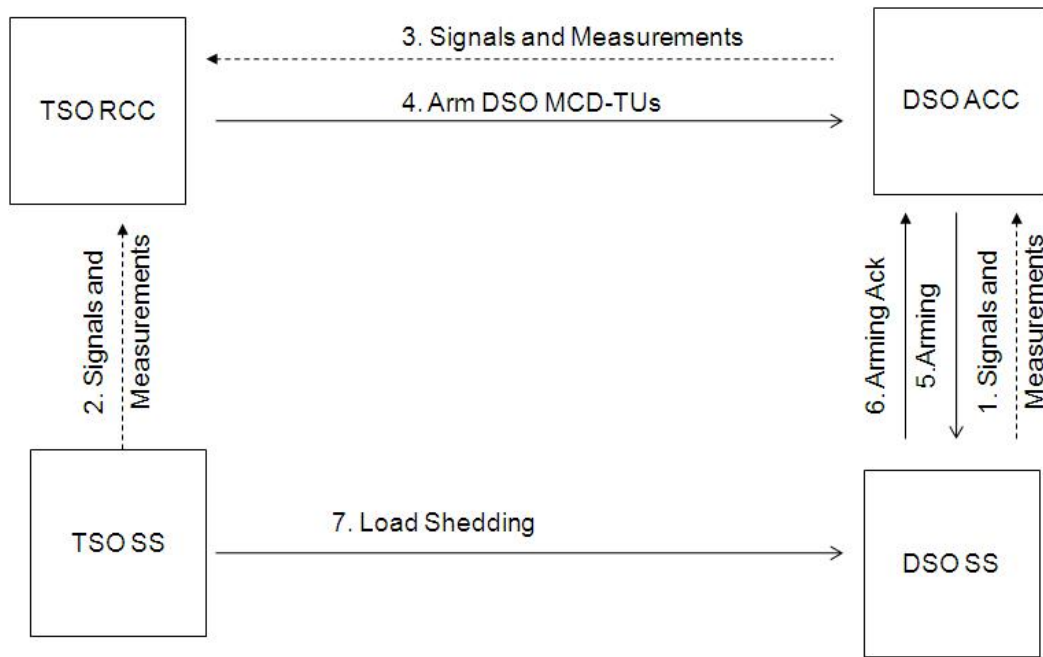 3. Signals and Measurements
TSO RCC
4. Arm DSO MCD-TUs
DSO ACC
2. Signals and
Measurements
6. Arming Ack
5.Arming
1. Signals and
Measurements
TSO SS
7. Load Shedding
DSO SS